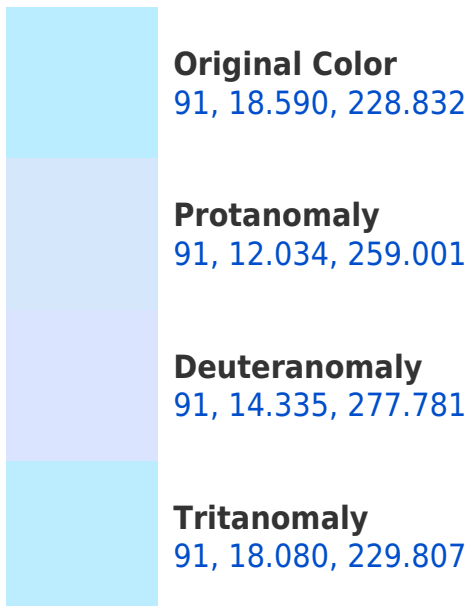 Original Color
91, 18.590, 228.832
Protanomaly
91, 12.034, 259.001
Deuteranomaly
91, 14.335, 277.781
Tritanomaly
91, 18.080, 229.807